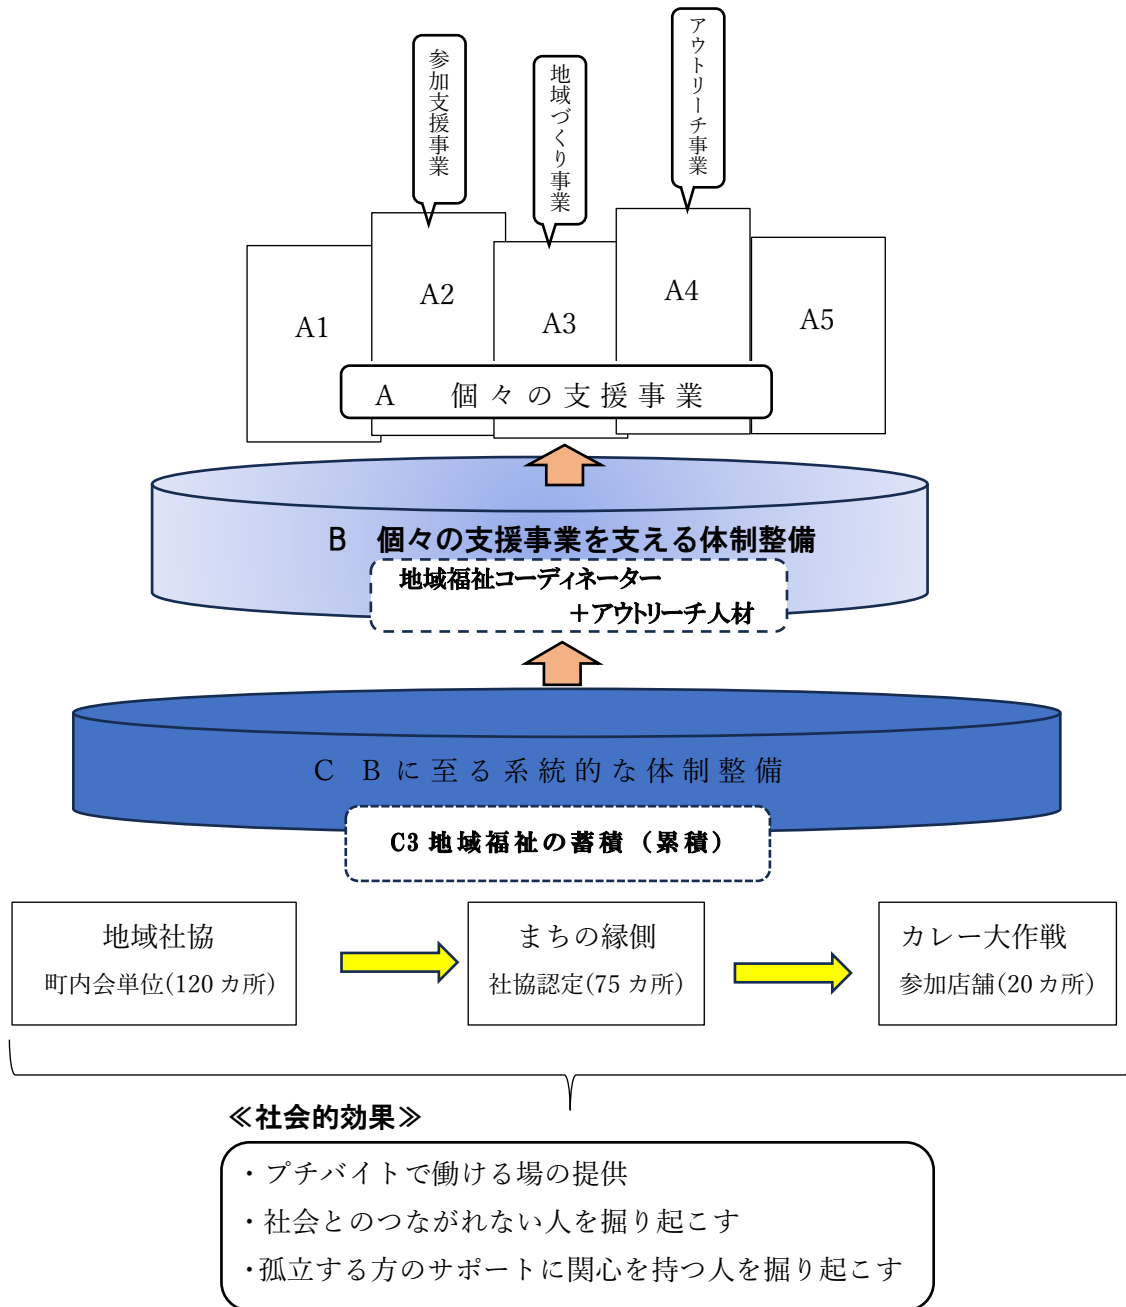 参加支援事業
地域づくり事業
アウトリーチ事業
A1
A2
A3
A4
A5
A　個々の支援事業
B　個々の支援事業を支える体制整備
地域福祉コーディネーター
＋アウトリーチ人材
C　Bに至る系統的な体制整備
C3 地域福祉の蓄積（累積）
地域社協
町内会単位(120 カ所)
まちの縁側
社協認定(75 カ所)
カレー大作戦
参加店舗(20 カ所)
≪社会的効果≫
・プチバイトで働ける場の提供
・社会とのつながれない人を掘り起こす
・孤立する方のサポートに関心を持つ人を掘り起こす